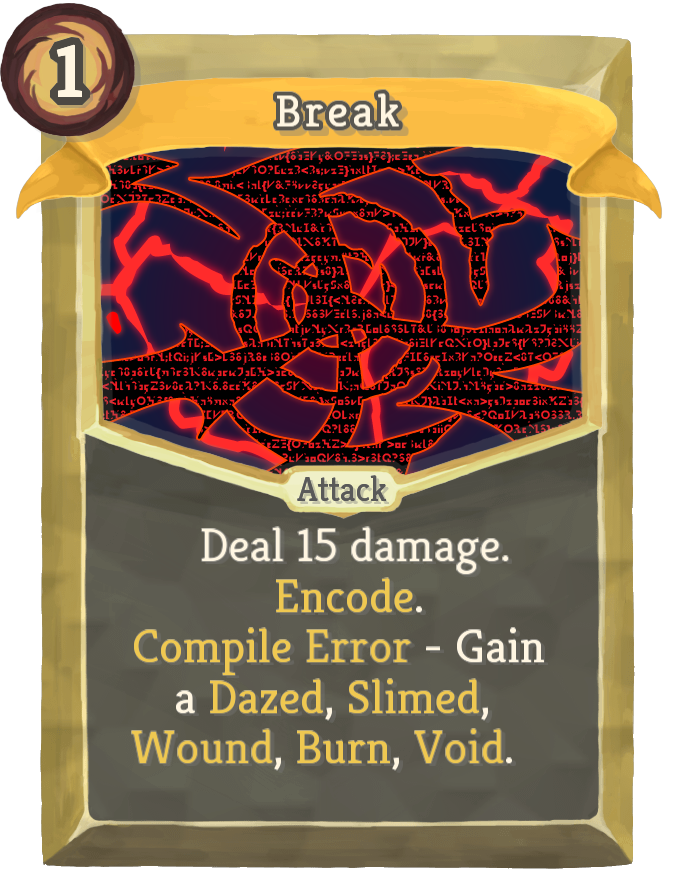 1
Break
Attack
Deal 15 damage.
Encode.
Compile Error - Gain
a Dazed, Slimed,
Wound, Burn, Void.